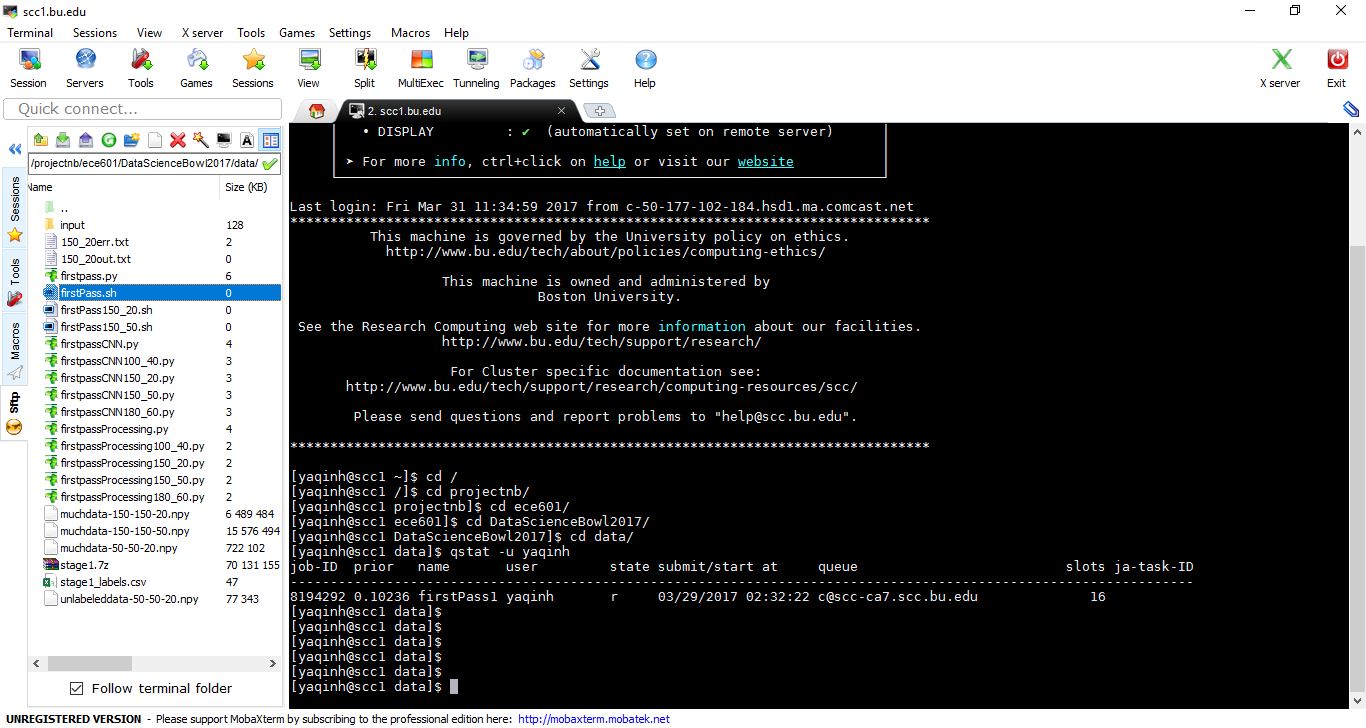 scc1.bu.edu
Terminal Sessions View X server Tools Games Settings Macros Help
Session Servers Tools Games Sessions View Split MultiExec Tunneling Packages Settings Help X server Exit
Quick connect...
2. scc1.bu.edu
/projectnb/ece601/DataScienceBowl2017/data/
Name Size (KB)
..
input 128
150_20err.txt 2
150_20out.txt 0
firstpass.py 6
firstPass.sh 0
firstPass150_20.sh 0
firstPass150_50.sh 0
firstpassCNN.py 4
firstpassCNN100_40.py 3
firstpassCNN150_20.py 3
firstpassCNN150_50.py 3
firstpassCNN180_60.py 3
firstpassProcessing.py 4
firstpassProcessing100_40.py 2
firstpassProcessing150_20.py 2
firstpassProcessing150_50.py 2
firstpassProcessing180_60.py 2
muchdata-150-150-20.npy 6 489 484
muchdata-150-150-50.npy 15 576 494
muchdata-50-50-20.npy 722 102
stage1.7z 70 131 155
stage1_labels.csv 47
unlabeleddata-50-50-20.npy 77 343
Follow terminal folder
Sessions
Tools
Macros
Sftp
• DISPLAY : ✔ (automatically set on remote server)
➤ For more info, ctrl+click on help or visit our website
Last login: Fri Mar 31 11:34:59 2017 from c-50-177-102-184.hsd1.ma.comcast.net
********************************************************************************
This machine is governed by the University policy on ethics.
http://www.bu.edu/tech/about/policies/computing-ethics/
This machine is owned and administered by
Boston University.
See the Research Computing web site for more information about our facilities.
http://www.bu.edu/tech/support/research/
For Cluster specific documentation see:
http://www.bu.edu/tech/support/research/computing-resources/scc/
Please send questions and report problems to "help@scc.bu.edu".
********************************************************************************
[yaqinh@scc1 ~]$ cd /
[yaqinh@scc1 /]$ cd projectnb/
[yaqinh@scc1 projectnb]$ cd ece601/
[yaqinh@scc1 ece601]$ cd DataScienceBowl2017/
[yaqinh@scc1 DataScienceBowl2017]$ cd data/
[yaqinh@scc1 data]$ qstat -u yaqinh
job-ID prior name user state submit/start at queue slots ja-task-ID
-----------------------------------------------------------------------------------------------------------------
8194292 0.10236 firstPass1 yaqinh r 03/29/2017 02:32:22 c@scc-ca7.scc.bu.edu 16
[yaqinh@scc1 data]$
[yaqinh@scc1 data]$
[yaqinh@scc1 data]$
[yaqinh@scc1 data]$
[yaqinh@scc1 data]$
[yaqinh@scc1 data]$
UNREGISTERED VERSION - Please support MobaXterm by subscribing to the professional edition here: http://mobaxterm.mobatek.net